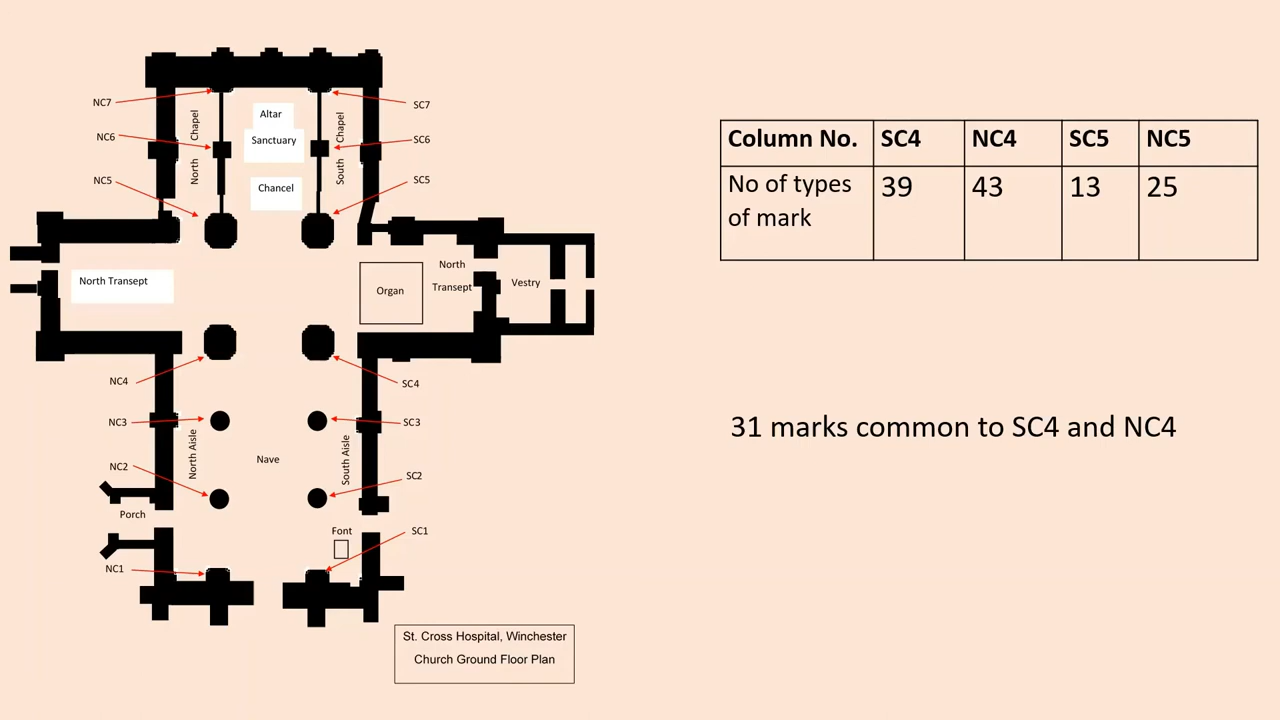 NC7
Altar
SC7
Chapel
Chapel
NC6
Sanctuary
SC6
North
South
NC5
Chancel
SC5
North Transept
North
Transept
Organ
Vestry
NC4
SC4
NC3
SC3
North Aisle
Nave
South Aisle
NC2
SC2
Porch
Font
SC1
NC1
St. Cross Hospital, Winchester
Church Ground Floor Plan
Column No. SC4 NC4 SC5 NC5
No of types 39 43 13 25
of mark
31 marks common to SC4 and NC4